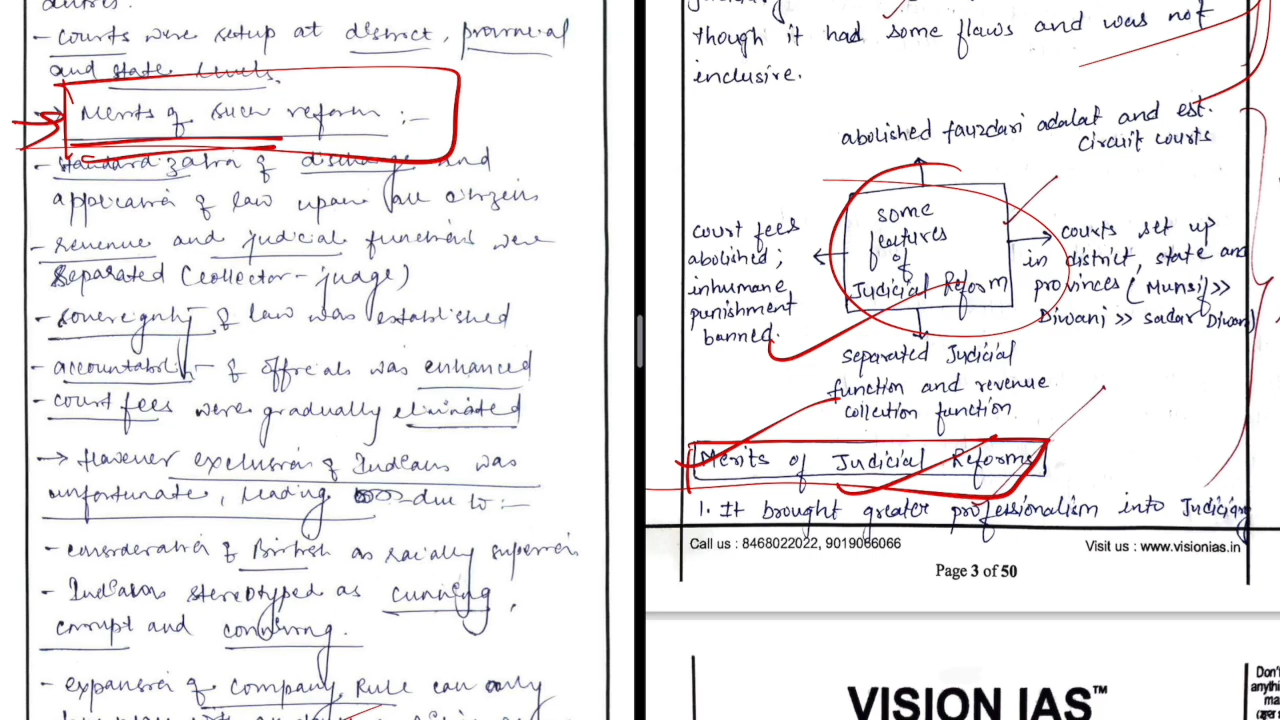 duties.
- courts were setup at district, provincial
and state levels.
→ Merits of such reform :-
- standardization of discharge and
application of law upon all citizens
- revenue and judicial functions were
separated (collector-judge)
- sovereignty of law was established
- accountability of officials was enhanced
- court fees were gradually eliminated
→ However exclusion of Indians was
unfortunate, leading due to :-
- consideration of British as racially superior
- Indians stereotyped as cunning,
corrupt and conniving.
- expansion of company Rule can only
though it had some flaws and was not
inclusive.
abolished fauzdari adalat and est.
circuit courts
some
features
of
Judicial Reform
court fees
abolished;
inhumane
punishment
banned.
courts set up
in district, state and
provinces (Munsif >>
Diwani >> sadar Diwani)
separated Judicial
function and revenue
collection function
Merits of Judicial Reforms
1. It brought greater professionalism into Judiciary
Call us : 8468022022, 9019066066
Visit us : www.visionias.in
Page 3 of 50
VISION IAS™
Don't